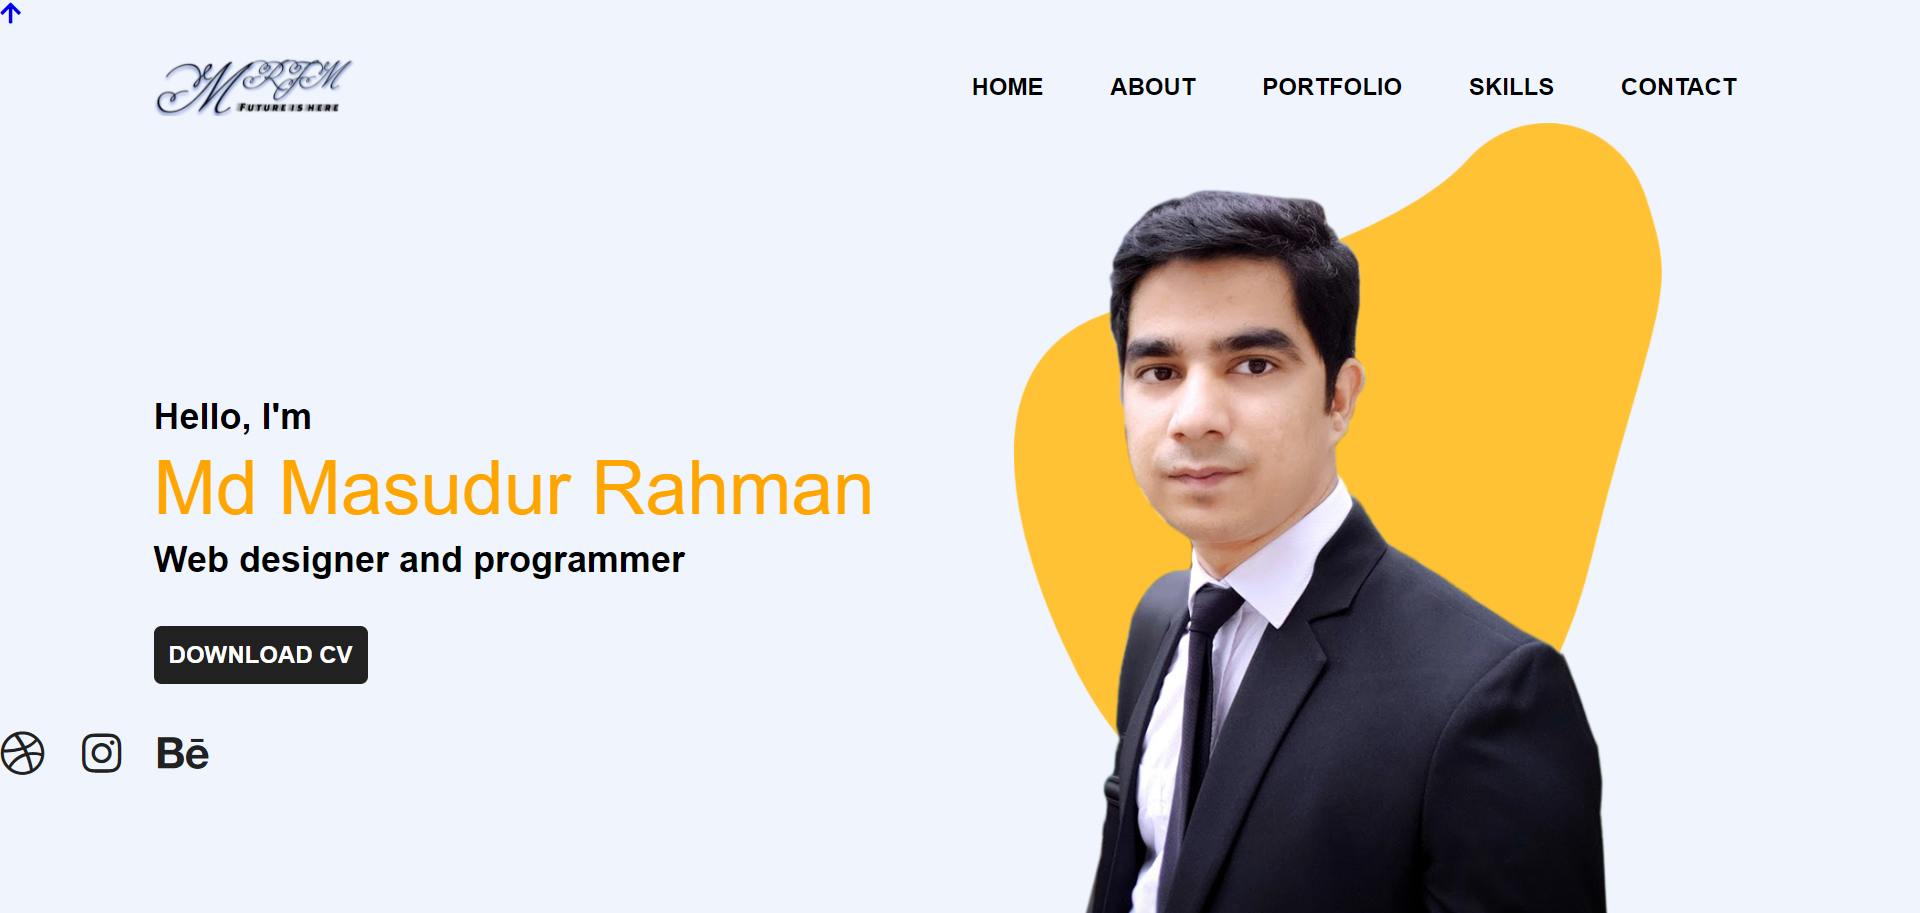 MRFM
FUTURE IS HERE
HOME ABOUT PORTFOLIO SKILLS CONTACT
Hello, I'm
Md Masudur Rahman
Web designer and programmer
DOWNLOAD CV
Bē